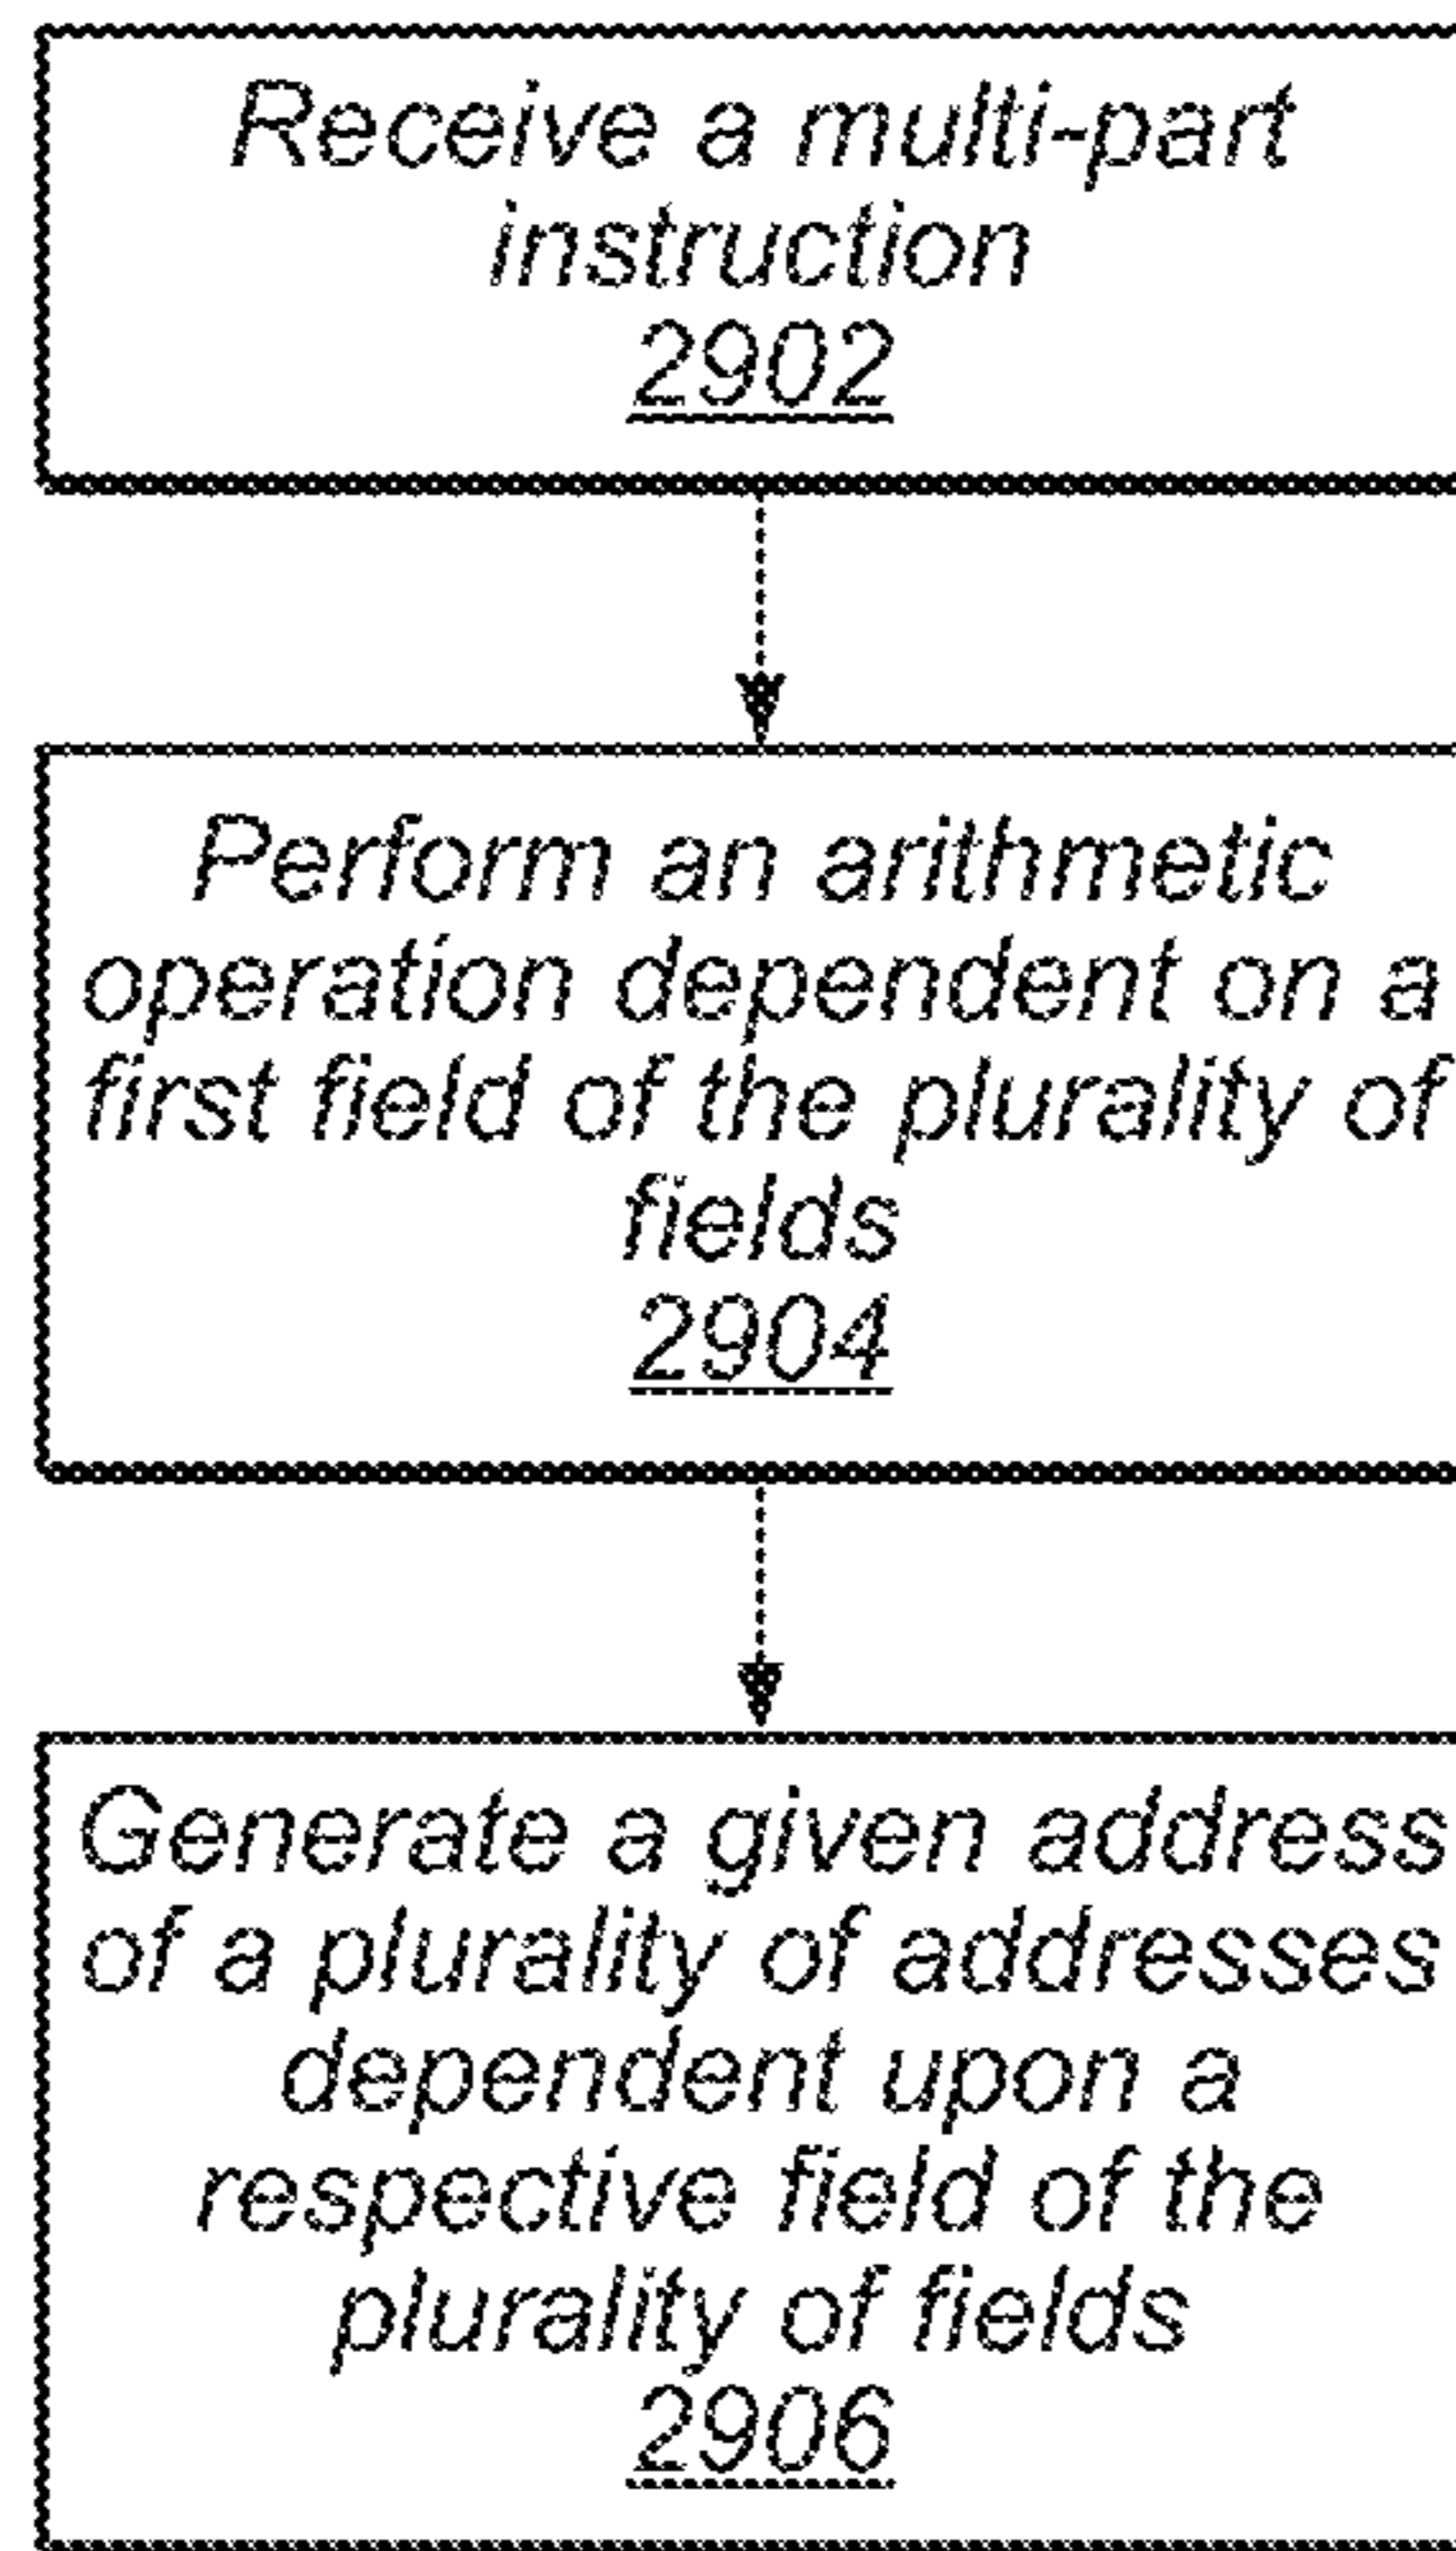 Receive a multi-part
instruction
2902
Perform an arithmetic
operation dependent on a
first field of the plurality of
fields
2904
Generate a given address
of a plurality of addresses
dependent upon a
respective field of the
plurality of fields
2906